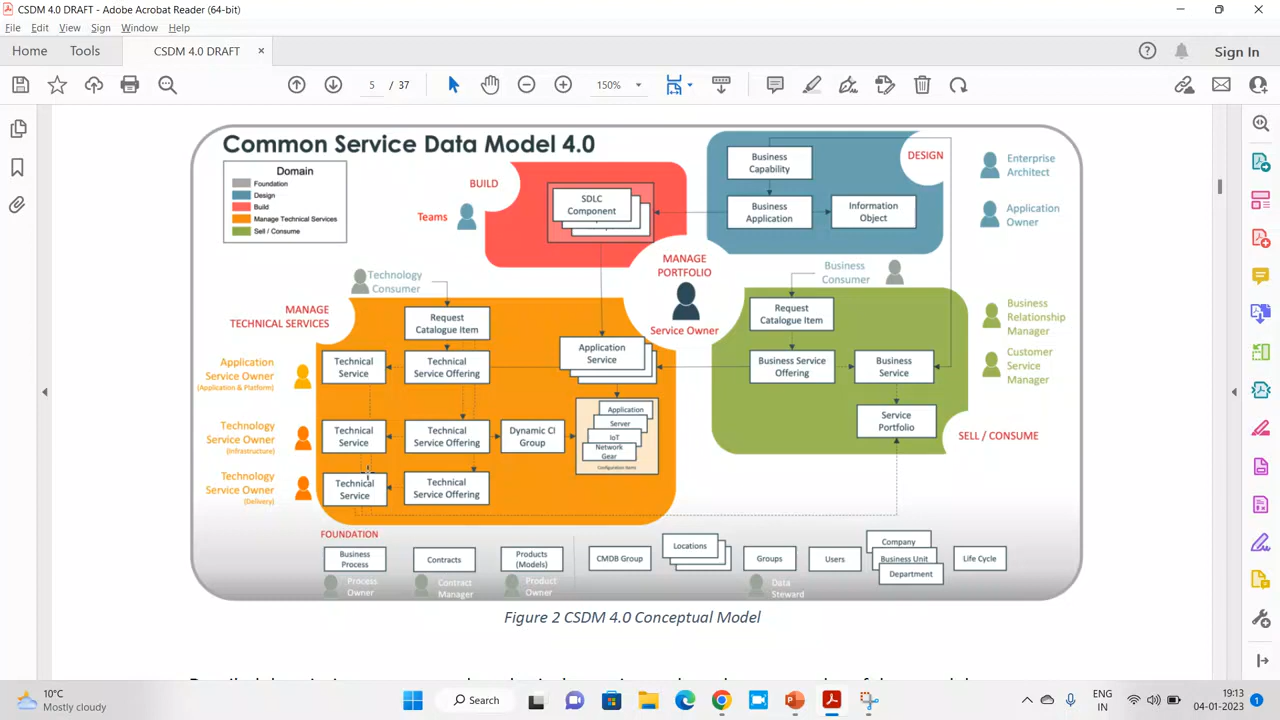 CSDM 4.0 DRAFT - Adobe Acrobat Reader (64-bit)
File Edit View Sign Window Help
Home Tools CSDM 4.0 DRAFT × Sign In
5 / 37 150%
Common Service Data Model 4.0
Domain
Foundation
Design
Build
Manage Technical Services
Sell / Consume
BUILD
Teams
SDLC
Component
DESIGN
Business
Capability
Business
Application
Information
Object
Enterprise
Architect
Application
Owner
MANAGE
PORTFOLIO
Service Owner
Technology
Consumer
MANAGE
TECHNICAL SERVICES
Request
Catalogue Item
Application
Service Owner
(Application & Platform)
Technical
Service
Technical
Service Offering
Application
Service
Technology
Service Owner
(Infrastructure)
Technical
Service
Technical
Service Offering
Dynamic CI
Group
Application
Server
IoT
Network
Gear
Configuration Item(s)
Technology
Service Owner
(Delivery)
Technical
Service
Technical
Service Offering
Business
Consumer
Request
Catalogue Item
Business Service
Offering
Business
Service
Service
Portfolio
Business
Relationship
Manager
Customer
Service
Manager
SELL / CONSUME
FOUNDATION
Business
Process
Contracts
Products
(Models)
CMDB Group
Locations
Groups
Users
Company
Business Unit
Department
Life Cycle
Process
Owner
Contract
Manager
Product
Owner
Data
Steward
Figure 2 CSDM 4.0 Conceptual Model
10°C
Mostly cloudy
Search
ENG
IN
19:13
04-01-2023
1